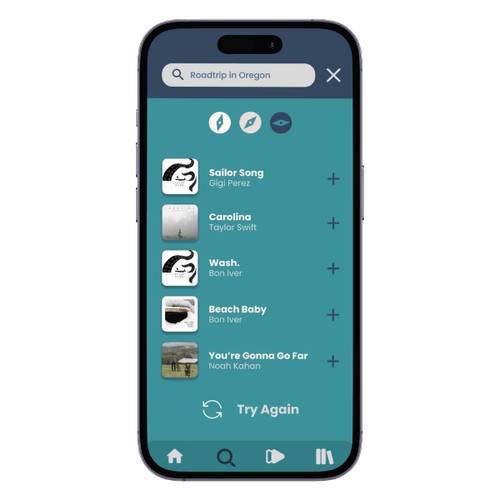 Roadtrip in Oregon
Sailor Song
Gigi Perez
Carolina
Taylor Swift
Wash.
Bon Iver
Beach Baby
Bon Iver
You're Gonna Go Far
Noah Kahan
Try Again